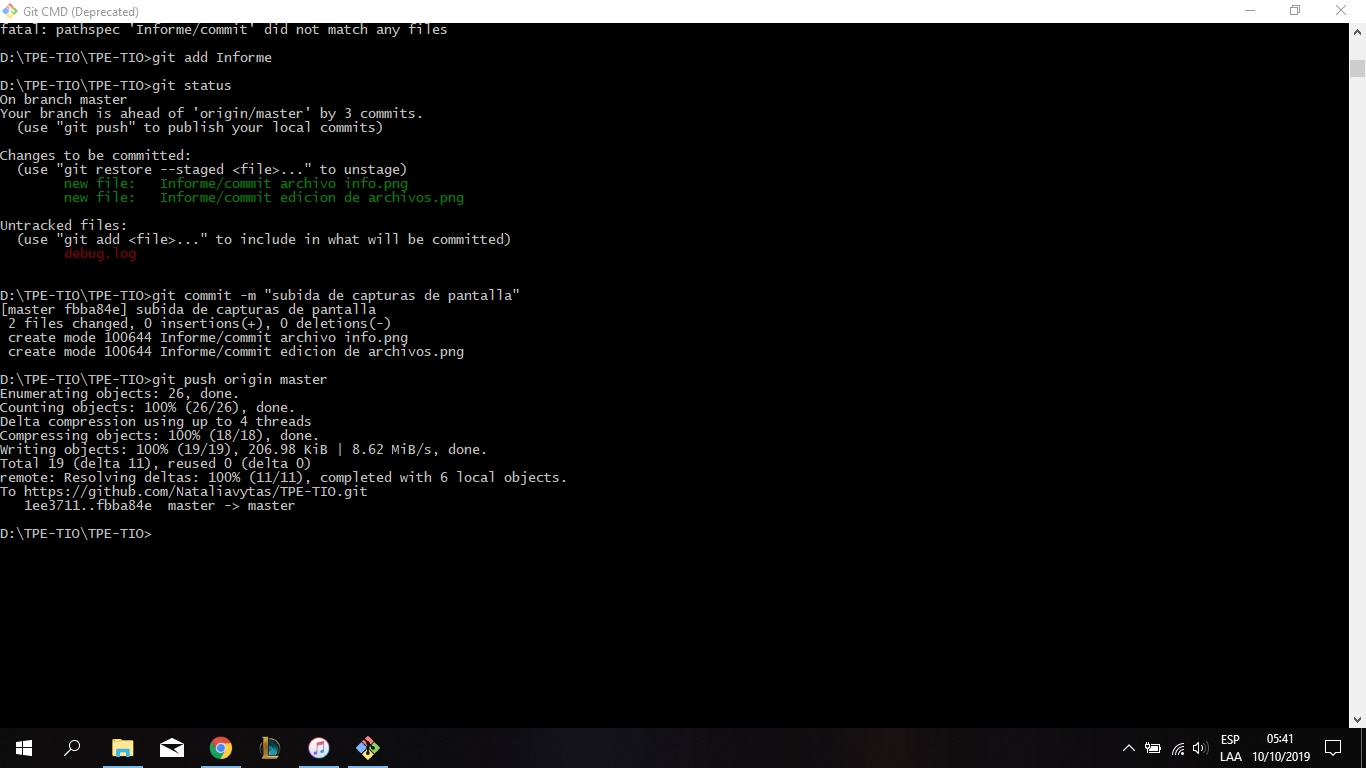 Git CMD (Deprecated)
fatal: pathspec 'Informe/commit' did not match any files
D:\TPE-TIO\TPE-TIO>git add Informe
D:\TPE-TIO\TPE-TIO>git status
On branch master
Your branch is ahead of 'origin/master' by 3 commits.
  (use "git push" to publish your local commits)
Changes to be committed:
  (use "git restore --staged <file>..." to unstage)
        new file:   Informe/commit archivo info.png
        new file:   Informe/commit edicion de archivos.png
Untracked files:
  (use "git add <file>..." to include in what will be committed)
        debug.log
D:\TPE-TIO\TPE-TIO>git commit -m "subida de capturas de pantalla"
[master fbba84e] subida de capturas de pantalla
 2 files changed, 0 insertions(+), 0 deletions(-)
 create mode 100644 Informe/commit archivo info.png
 create mode 100644 Informe/commit edicion de archivos.png
D:\TPE-TIO\TPE-TIO>git push origin master
Enumerating objects: 26, done.
Counting objects: 100% (26/26), done.
Delta compression using up to 4 threads
Compressing objects: 100% (18/18), done.
Writing objects: 100% (19/19), 206.98 KiB | 8.62 MiB/s, done.
Total 19 (delta 11), reused 0 (delta 0)
remote: Resolving deltas: 100% (11/11), completed with 6 local objects.
To https://github.com/Nataliavytas/TPE-TIO.git
   1ee3711..fbba84e  master -> master
D:\TPE-TIO\TPE-TIO>
ESP
LAA
05:41
10/10/2019